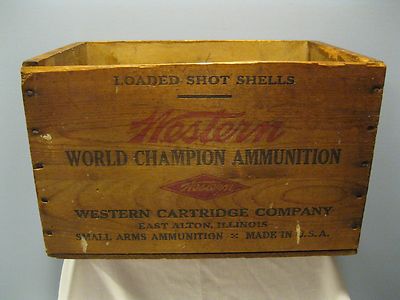 LOADED SHOT SHELLS
Western
WORLD CHAMPION AMMUNITION
Western
WESTERN CARTRIDGE COMPANY
EAST ALTON, ILLINOIS
SMALL ARMS AMMUNITION × MADE IN U.S.A.